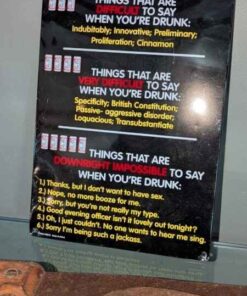 THINGS THAT ARE
DIFFICULT TO SAY
WHEN YOU'RE DRUNK:
Indubitably; Innovative; Preliminary;
Proliferation; Cinnamon
THINGS THAT ARE
VERY DIFFICULT TO SAY
WHEN YOU'RE DRUNK:
Specificity; British Constitution;
Passive- aggressive disorder;
Loquacious; Transubstantiate
THINGS THAT ARE
DOWNRIGHT IMPOSSIBLE TO SAY
WHEN YOU'RE DRUNK:
1.) Thanks, but I don't want to have sex.
2.) Nope, no more booze for me.
3.) Sorry, but you're not really my type.
4.) Good evening officer isn't it lovely out tonight?
5.) Oh, I just couldn't. No one wants to hear me sing.
6.) Sorry I'm being such a jackass.